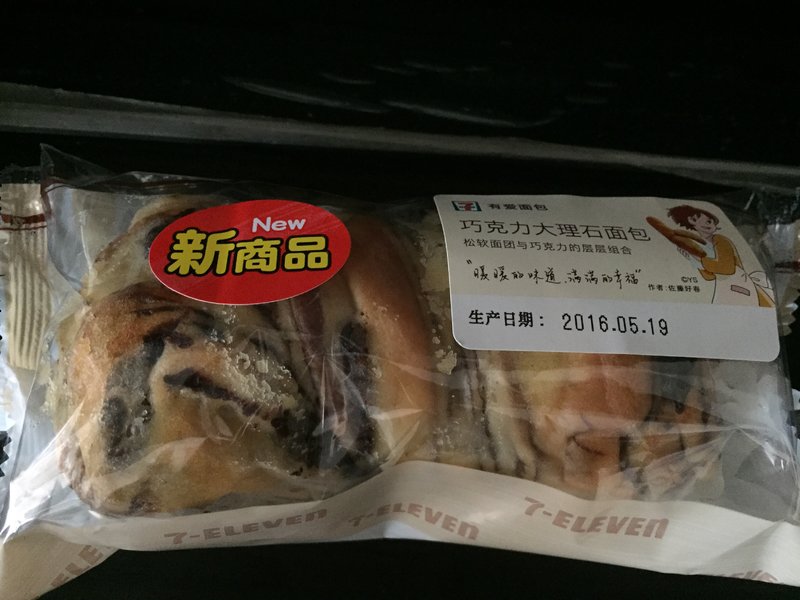 New
新商品
7 有爱面包
巧克力大理石面包
松软面团与巧克力的层层组合
"暖暖的味道、满满的幸福"
©YS
作者:佐藤好春
生产日期： 2016.05.19
7-ELEVEN 7-ELEVEN 7-ELEVEN